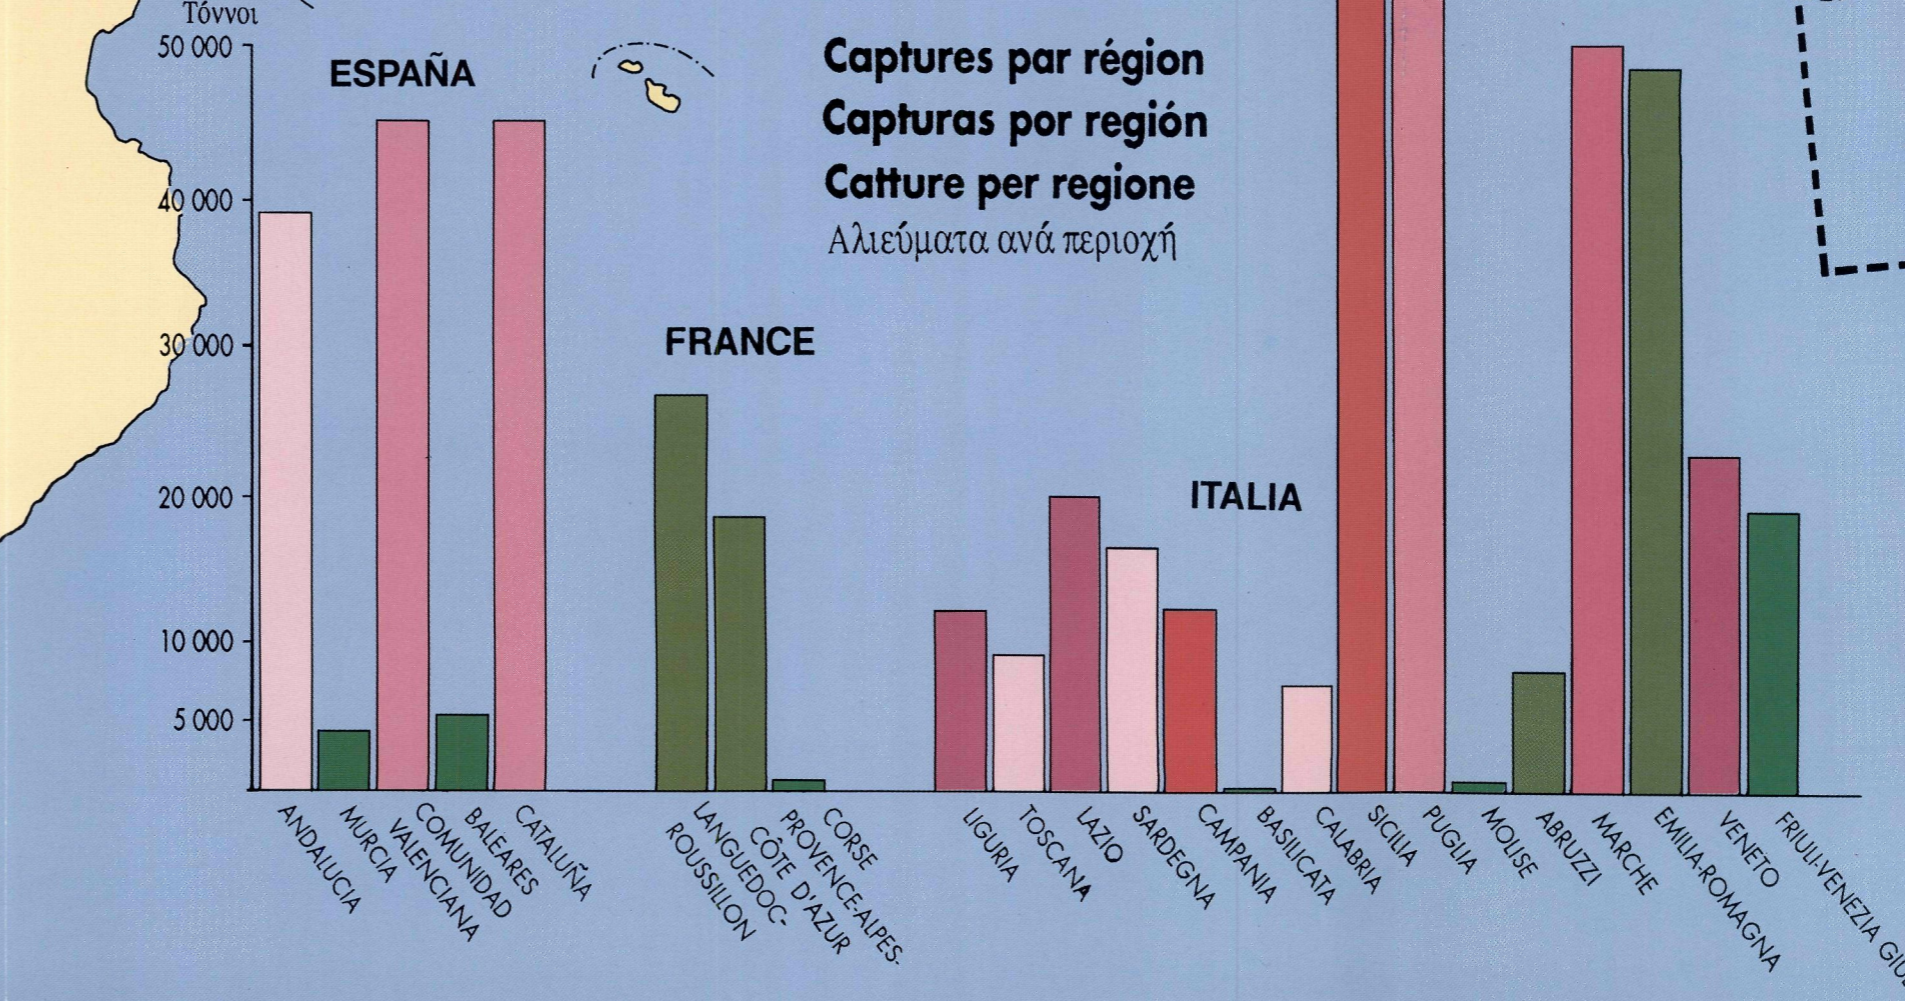 Τόννοι
50 000
40 000
30 000
20 000
10 000
5 000
ESPAÑA
Captures par région
Capturas por región
Catture per regione
Αλιεύματα ανά περιοχή
FRANCE
ITALIA
ANDALUCIA
MURCIA
COMUNIDAD
VALENCIANA
BALEARES
CATALUÑA
LANGUEDOC-
ROUSSILLON
PROVENCE-ALPES-
CÔTE D'AZUR
CORSE
LIGURIA
TOSCANA
LAZIO
SARDEGNA
CAMPANIA
BASILICATA
CALABRIA
SICILIA
PUGLIA
MOLISE
ABRUZZI
MARCHE
EMILIA-ROMAGNA
VENETO
FRIULI-VENEZIA